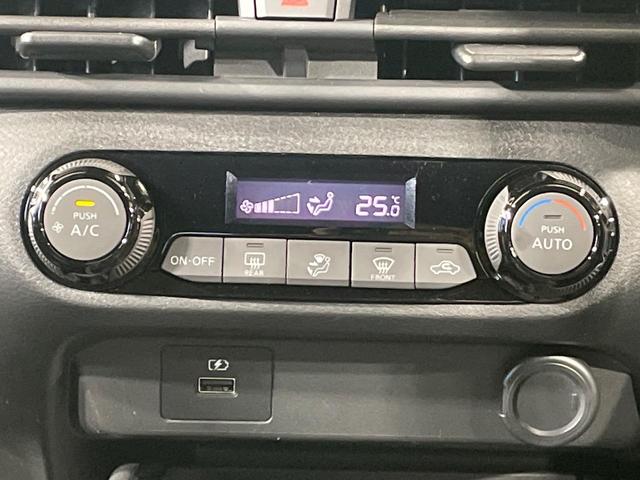 25.0°C
PUSH
A/C
PUSH
AUTO
ON·OFF
REAR
FRONT